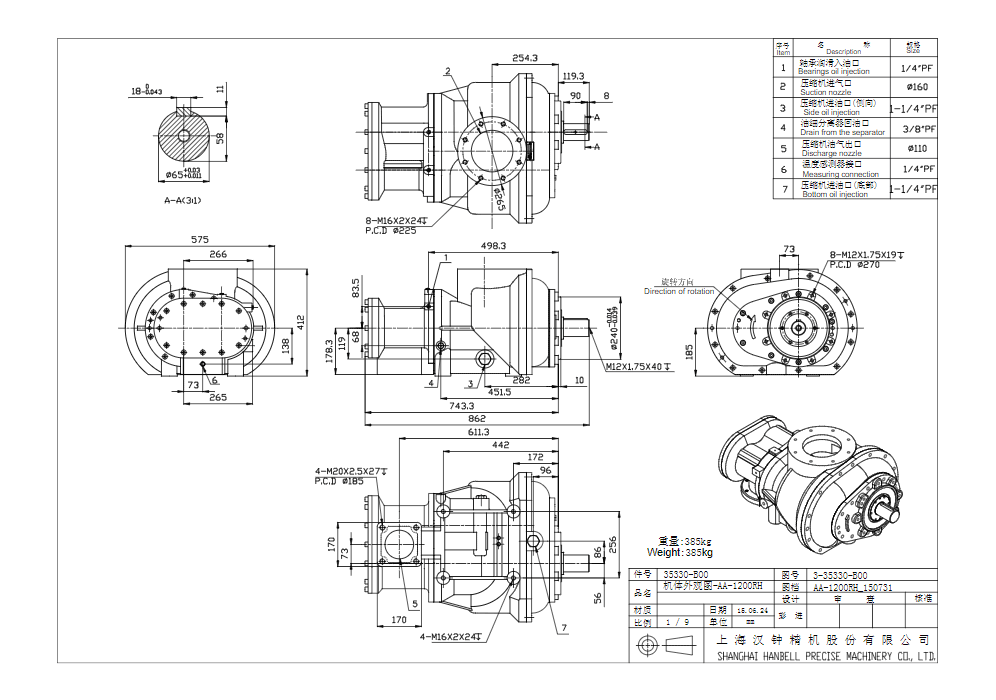 序号 名 称 规格
Item Description Size
1 轴承润滑入油口 1/4"PF
Bearings oil injection
2 压缩机进气口 Ø160
Suction nozzle
3 压缩机进油口(侧向) 1-1/4"PF
Side oil injection
4 油细分离器回油口 3/8"PF
Drain from the separator
5 压缩机油气出口 Ø110
Discharge nozzle
6 温度感测器接口 1/4"PF
Measuring connection
7 压缩机进油口(底部) 1-1/4"PF
Bottom oil injection
18-0.043
0
11
58
Ø65+0.03
+0.011
A-A(3:1)
254.3
119.3
90
8
2
A
A
Ø265
8-M16X2X24
P.C.D Ø225
575
266
412
138
73
6
265
498.3
1
83.5
68
119
178.3
4
3
282
10
451.5
743.3
862
Ø240-0.014
-0.039
M12X1.75X40
73
8-M12X1.75X19
P.C.D Ø270
旋转方向
Direction of rotation
185
611.3
442
172
96
4-M20X2.5X27
P.C.D Ø185
170
73
5
170
4-M16X2X24
86
256
56
7
重量:385kg
Weight:385kg
件号 35330-B00 图号 3-35330-B00
品名 机体外观图-AA-1200RH 图档 AA-1200RH_150731
设计 审 查 核准
材质 日期 15.06.24 彭 进
比例 1 / 9 单位 mm
上海汉钟精机股份有限公司
SHANGHAI HANBELL PRECISE MACHINERY CO., LTD.